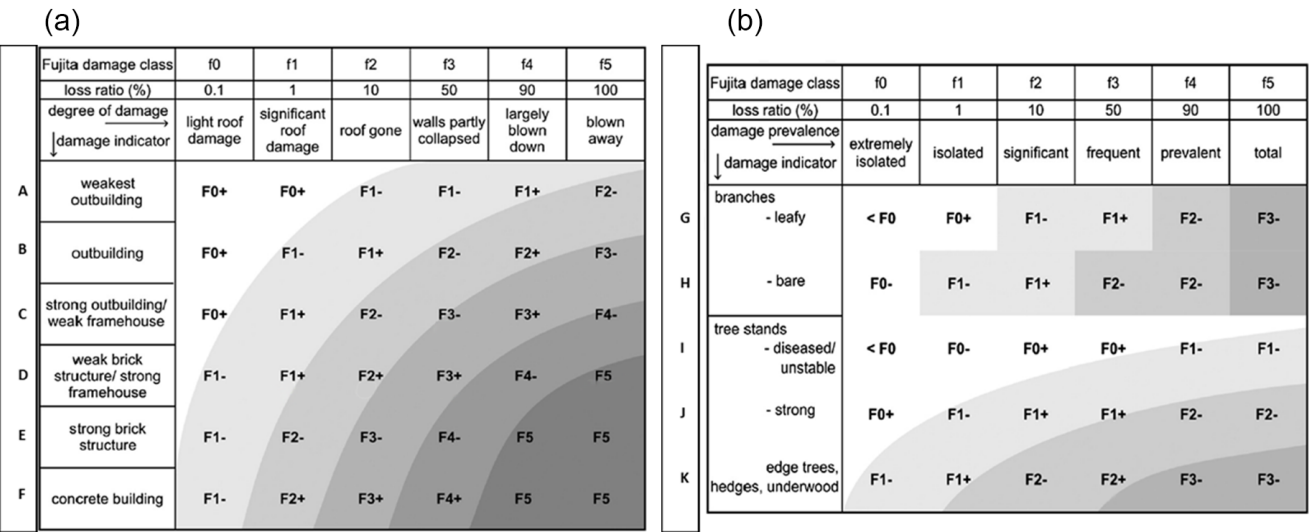 (a)
Fujita damage class f0 f1 f2 f3 f4 f5
loss ratio (%) 0.1 1 10 50 90 100
degree of damage
damage indicator
light roof
damage
significant
roof
damage
roof gone
walls partly
collapsed
largely
blown
down
blown
away
A weakest
outbuilding
F0+ F0+ F1- F1- F1+ F2-
B outbuilding F0+ F1- F1+ F2- F2+ F3-
C strong outbuilding/
weak framehouse
F0+ F1+ F2- F3- F3+ F4-
D weak brick
structure/ strong
framehouse
F1- F1+ F2+ F3+ F4- F5
E strong brick
structure
F1- F2- F3- F4- F5 F5
F concrete building F1- F2+ F3+ F4+ F5 F5
(b)
Fujita damage class f0 f1 f2 f3 f4 f5
loss ratio (%) 0.1 1 10 50 90 100
damage prevalence
damage indicator
extremely
isolated
isolated
significant
frequent
prevalent
total
branches
G - leafy < F0 F0+ F1- F1+ F2- F3-
H - bare F0- F1- F1+ F2- F2- F3-
tree stands
I - diseased/
unstable
< F0 F0- F0+ F0+ F1- F1-
J - strong F0+ F1- F1+ F1+ F2- F2-
K edge trees,
hedges, underwood
F1- F1+ F2- F2+ F3- F3-